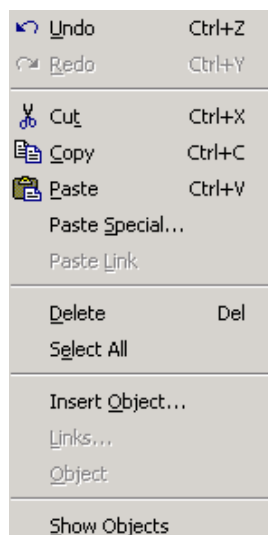 Undo Ctrl+Z
Redo Ctrl+Y
Cut Ctrl+X
Copy Ctrl+C
Paste Ctrl+V
Paste Special...
Paste Link
Delete Del
Select All
Insert Object...
Links...
Object
Show Objects